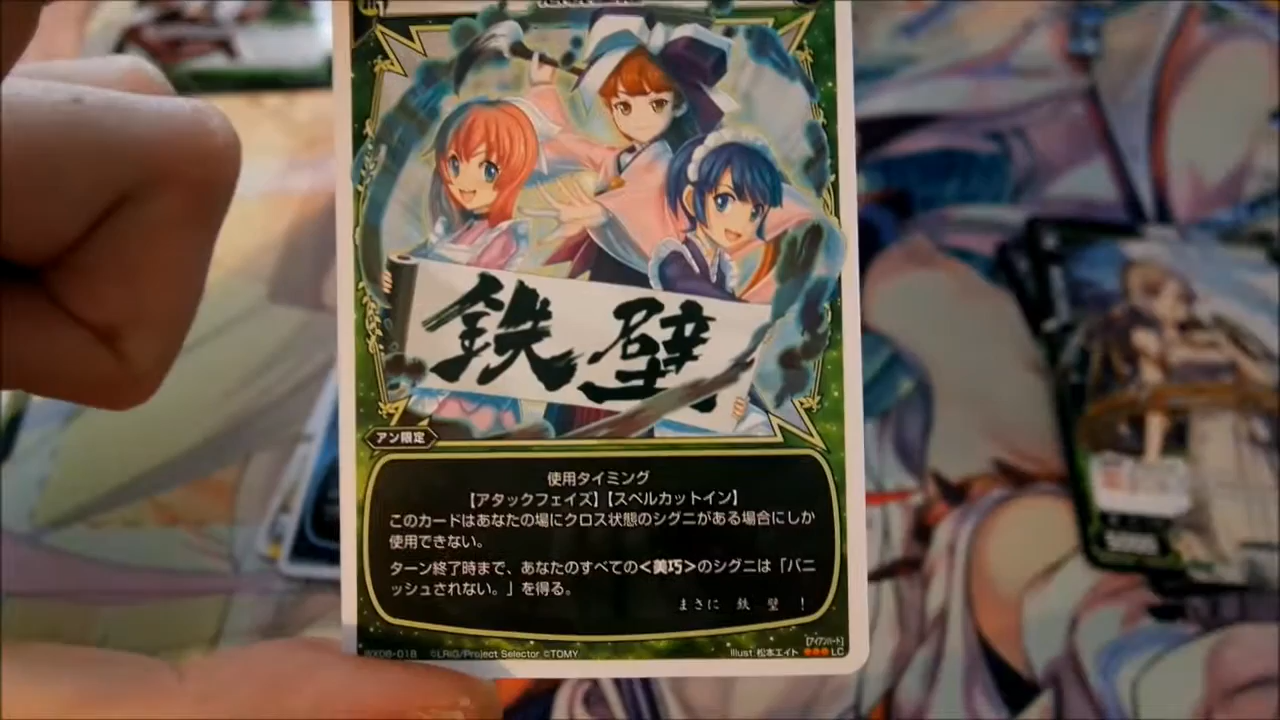 鉄壁
アン限定
使用タイミング
【アタックフェイズ】【スペルカットイン】
このカードはあなたの場にクロス状態のシグニがある場合にしか
使用できない。
ターン終了時まで、あなたのすべての<美巧>のシグニは「バニ
ッシュされない。」を得る。
まさに 鉄 壁 !
[アイアンハート]
WX08-018 ©LRIG/Project Selector ©TOMY
Illust 松本エイト
LC